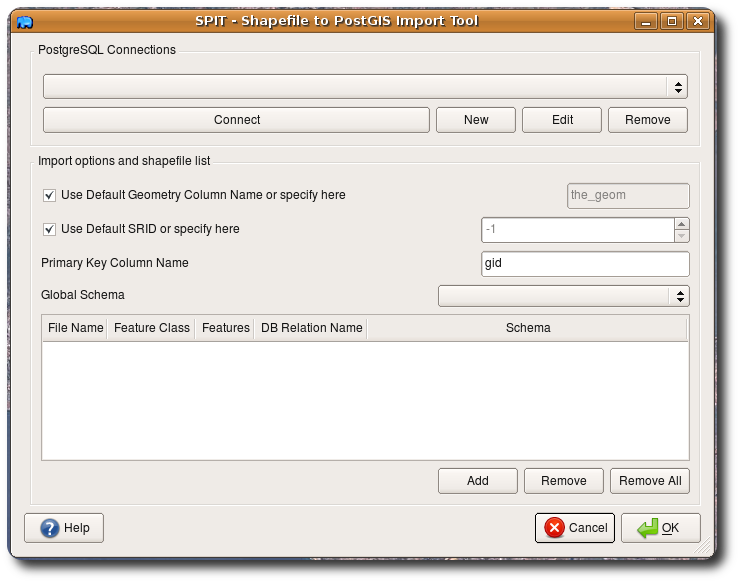 SPIT - Shapefile to PostGIS Import Tool
PostgreSQL Connections
Connect New Edit Remove
Import options and shapefile list
Use Default Geometry Column Name or specify here the_geom
Use Default SRID or specify here -1
Primary Key Column Name gid
Global Schema
File Name Feature Class Features DB Relation Name Schema
Add Remove Remove All
Help Cancel OK